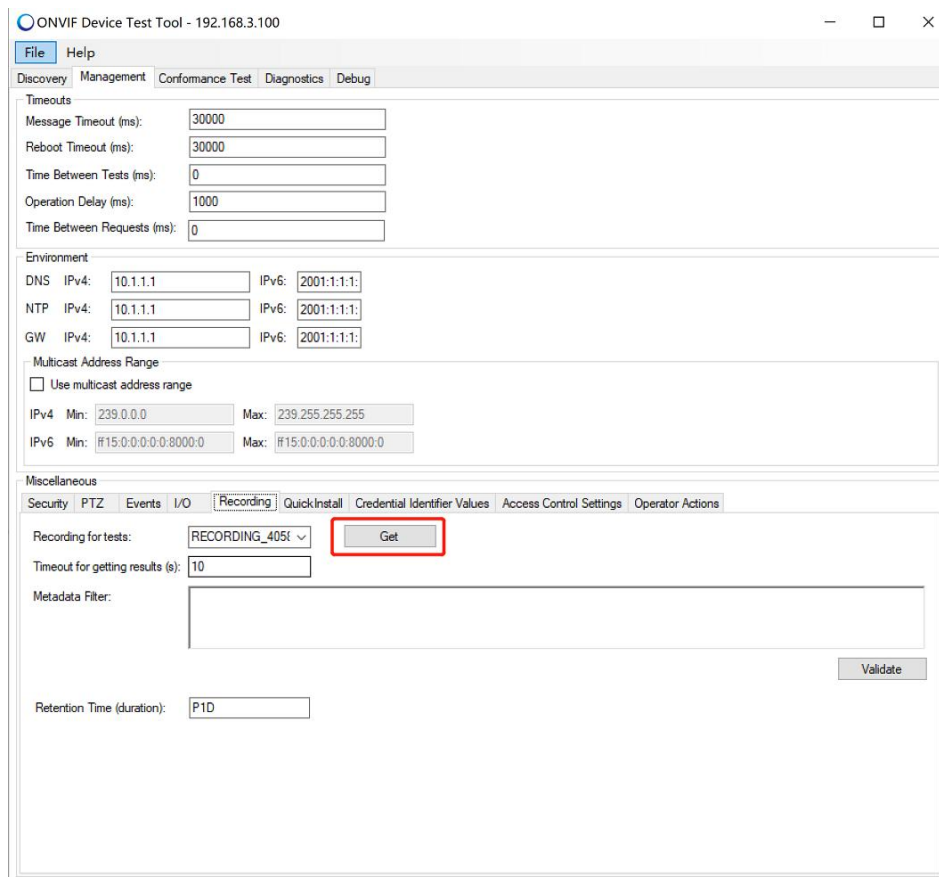 ONVIF Device Test Tool - 192.168.3.100
File Help
Discovery Management Conformance Test Diagnostics Debug
Timeouts
Message Timeout (ms): 30000
Reboot Timeout (ms): 30000
Time Between Tests (ms): 0
Operation Delay (ms): 1000
Time Between Requests (ms): 0
Environment
DNS IPv4: 10.1.1.1 IPv6: 2001:1:1:1:
NTP IPv4: 10.1.1.1 IPv6: 2001:1:1:1:
GW IPv4: 10.1.1.1 IPv6: 2001:1:1:1:
Multicast Address Range
Use multicast address range
IPv4 Min: 239.0.0.0 Max: 239.255.255.255
IPv6 Min: ff15:0:0:0:0:0:8000:0 Max: ff15:0:0:0:0:0:8000:0
Miscellaneous
Security PTZ Events I/O Recording QuickInstall Credential Identifier Values Access Control Settings Operator Actions
Recording for tests: RECORDING_405 Get
Timeout for getting results (s): 10
Metadata Filter:
Validate
Retention Time (duration): P1D